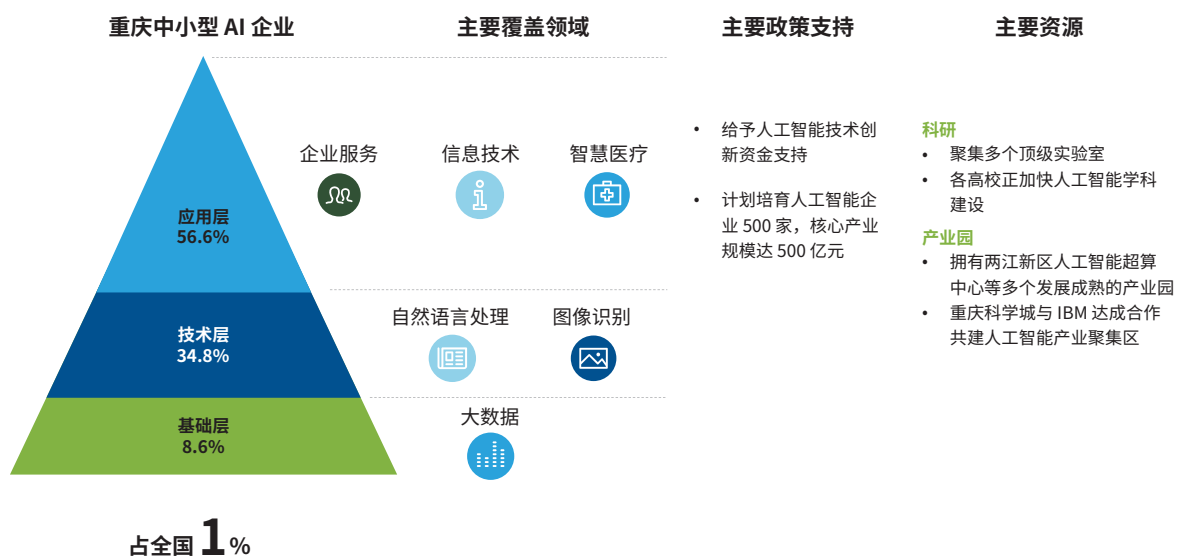 重庆中小型 AI 企业
主要覆盖领域
主要政策支持
主要资源
应用层
56.6%
技术层
34.8%
基础层
8.6%
占全国 1%
企业服务
信息技术
智慧医疗
自然语言处理
图像识别
大数据
• 给予人工智能技术创
新资金支持
• 计划培育人工智能企
业 500 家，核心产业
规模达 500 亿元
科研
• 聚集多个顶级实验室
• 各高校正加快人工智能学科
建设
产业园
• 拥有两江新区人工智能超算
中心等多个发展成熟的产业园
• 重庆科学城与 IBM 达成合作
共建人工智能产业聚集区